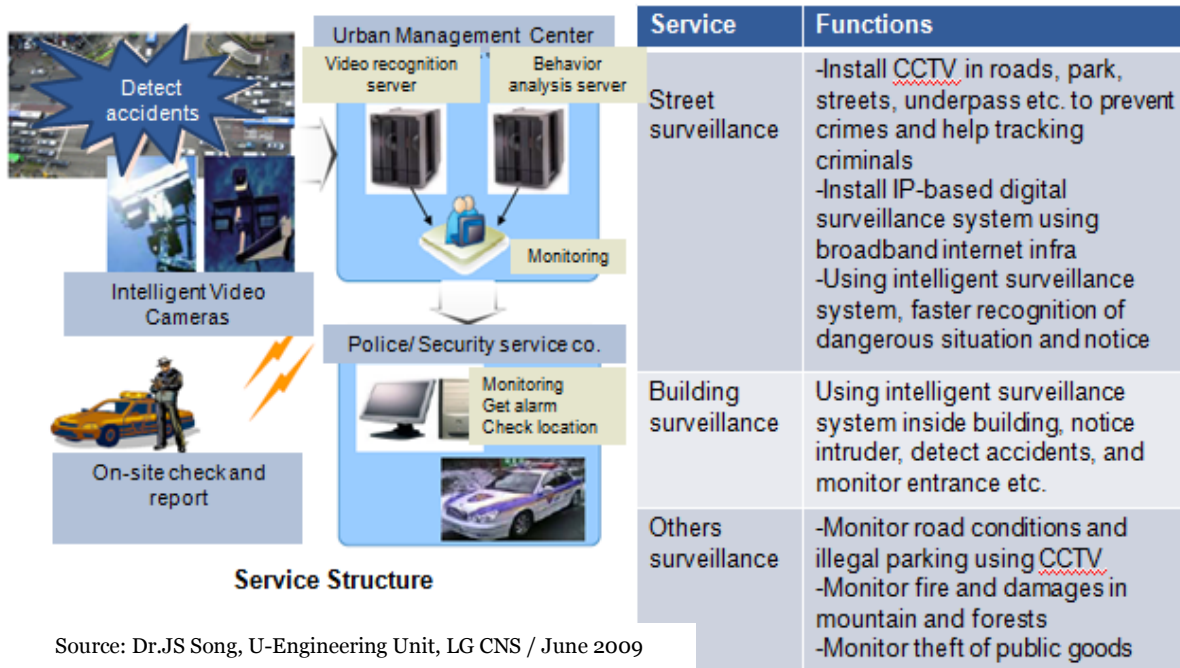 Detect
accidents
Intelligent Video
Cameras
On-site check and
report
Urban Management Center
Video recognition
server
Behavior
analysis server
Monitoring
Police/ Security service co.
Monitoring
Get alarm
Check location
Service Structure
Source: Dr.JS Song, U-Engineering Unit, LG CNS / June 2009
Service
Functions
Street
surveillance
-Install CCTV in roads, park,
streets, underpass etc. to prevent
crimes and help tracking
criminals
-Install IP-based digital
surveillance system using
broadband internet infra
-Using intelligent surveillance
system, faster recognition of
dangerous situation and notice
Building
surveillance
Using intelligent surveillance
system inside building, notice
intruder, detect accidents, and
monitor entrance etc.
Others
surveillance
-Monitor road conditions and
illegal parking using CCTV
-Monitor fire and damages in
mountain and forests
-Monitor theft of public goods